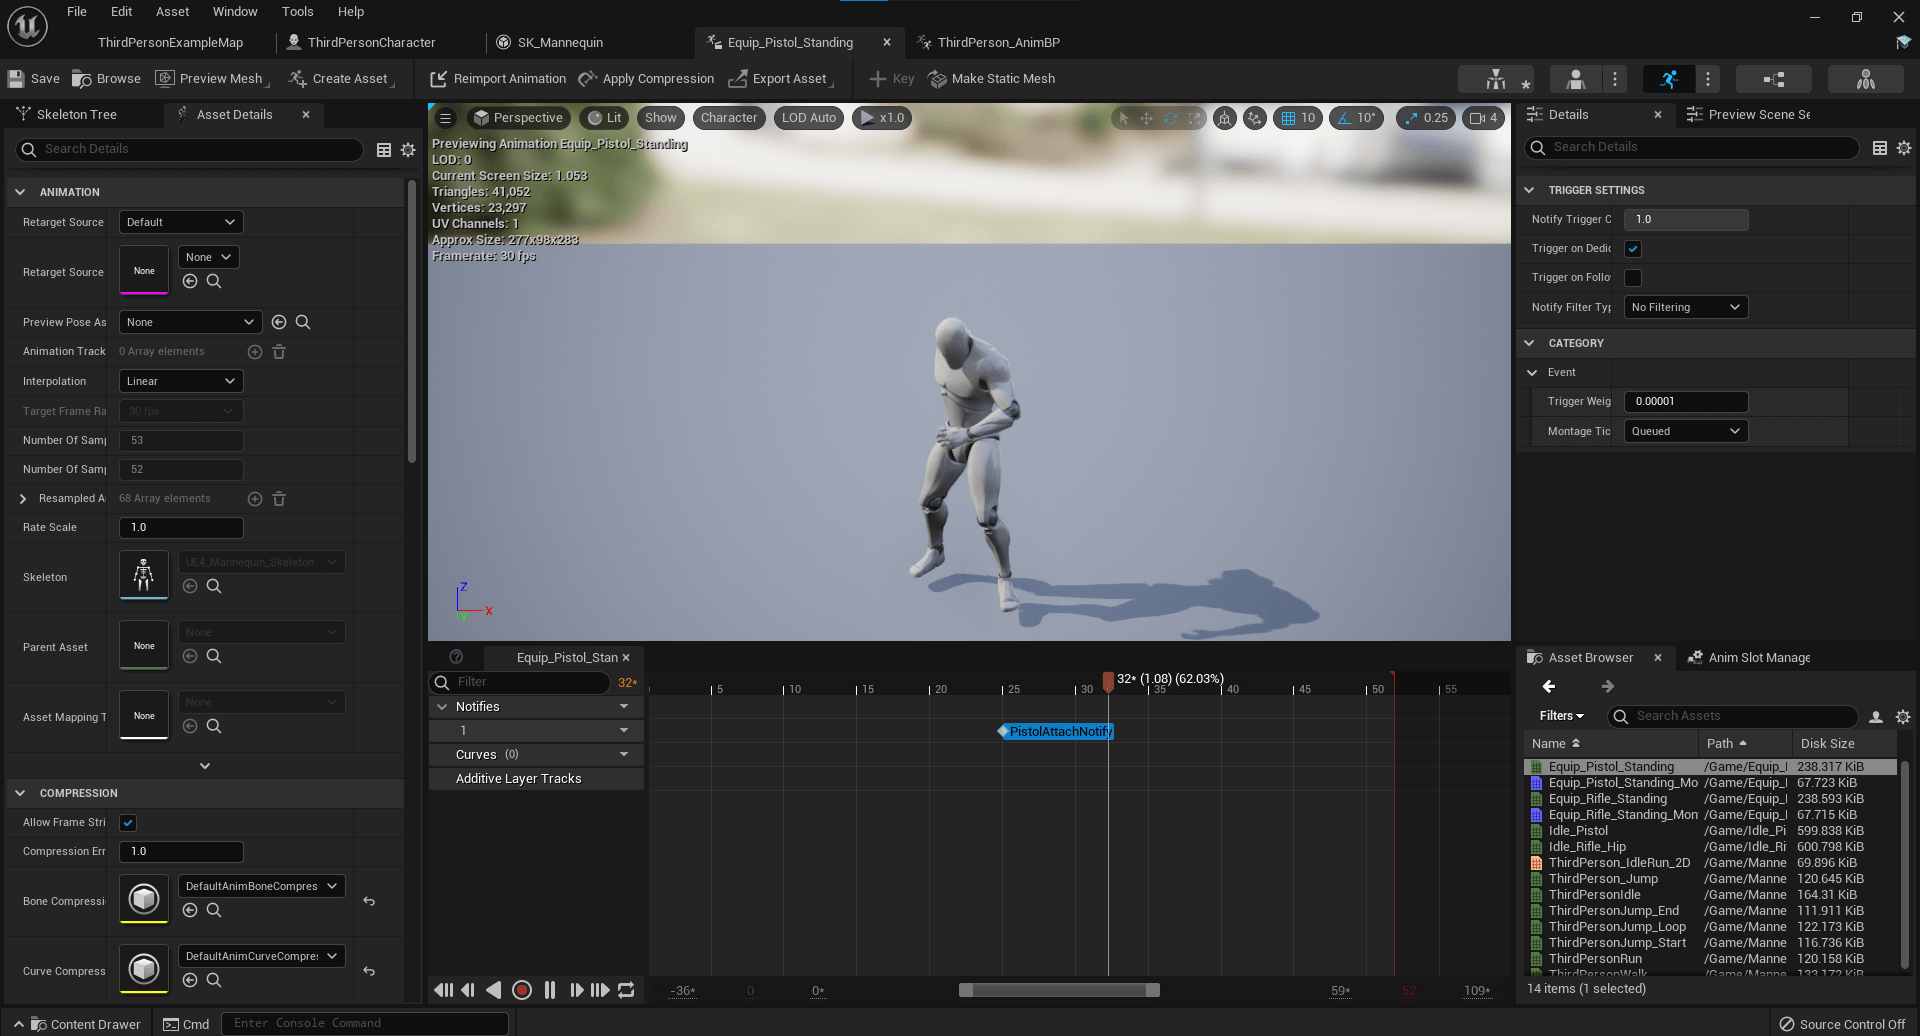 File Edit Asset Window Tools Help
ThirdPersonExampleMap ThirdPersonCharacter SK_Mannequin Equip_Pistol_Standing ThirdPerson_AnimBP
Save Browse Preview Mesh Create Asset Reimport Animation Apply Compression Export Asset Key Make Static Mesh
Skeleton Tree Asset Details
Search Details
ANIMATION
Retarget Source Default
Retarget Source None None
Preview Pose As None
Animation Track 0 Array elements
Interpolation Linear
Target Frame Ra 30 fps
Number Of Samp 53
Number Of Samp 52
Resampled A 68 Array elements
Rate Scale 1.0
Skeleton UE4_Mannequin_Skeleton
Parent Asset None None
Asset Mapping T None None
COMPRESSION
Allow Frame Stri
Compression Err 1.0
Bone Compressi DefaultAnimBoneCompres
Curve Compress DefaultAnimCurveCompres
Perspective Lit Show Character LOD Auto x1.0 10 10° 0.25 4
Previewing Animation Equip_Pistol_Standing
LOD: 0
Current Screen Size: 1.053
Triangles: 41,052
Vertices: 23,297
UV Channels: 1
Approx Size: 277x98x283
Framerate: 30 fps
Z
X
Y
Equip_Pistol_Stan
Filter 32*
32* (1.08) (62.03%)
5 10 15 20 25 30 35 40 45 50 55
Notifies
1 PistolAttachNotify
Curves (0)
Additive Layer Tracks
-36* 0 0* 59* 52 109*
Details Preview Scene Se
Search Details
TRIGGER SETTINGS
Notify Trigger C 1.0
Trigger on Dedic
Trigger on Follo
Notify Filter Typ No Filtering
CATEGORY
Event
Trigger Weig 0.00001
Montage Tic Queued
Asset Browser Anim Slot Manage
Filters Search Assets
Name Path Disk Size
Equip_Pistol_Standing /Game/Equip_I 238.317 KiB
Equip_Pistol_Standing_Mo /Game/Equip_I 67.723 KiB
Equip_Rifle_Standing /Game/Equip_I 238.593 KiB
Equip_Rifle_Standing_Mon /Game/Equip_I 67.715 KiB
Idle_Pistol /Game/Idle_Pi 599.838 KiB
Idle_Rifle_Hip /Game/Idle_Ri 600.798 KiB
ThirdPerson_IdleRun_2D /Game/Manne 69.896 KiB
ThirdPerson_Jump /Game/Manne 120.645 KiB
ThirdPersonIdle /Game/Manne 164.31 KiB
ThirdPersonJump_End /Game/Manne 111.911 KiB
ThirdPersonJump_Loop /Game/Manne 122.173 KiB
ThirdPersonJump_Start /Game/Manne 116.736 KiB
ThirdPersonRun /Game/Manne 120.158 KiB
ThirdPersonWalk /Game/Manne 133.172 KiB
14 items (1 selected)
Content Drawer Cmd Enter Console Command Source Control Off